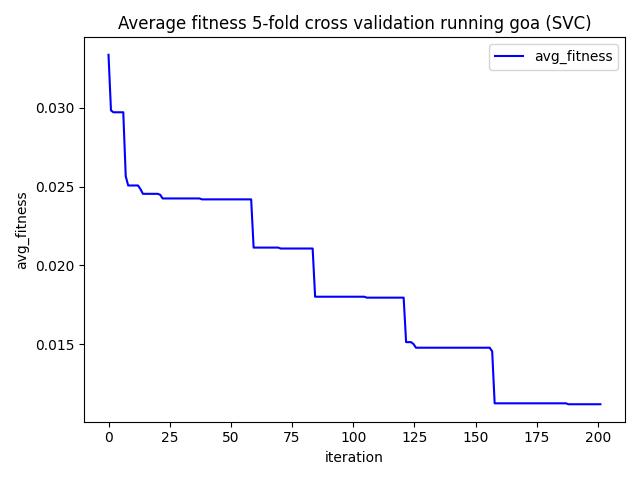 Average fitness 5-fold cross validation running goa (SVC)
avg_fitness
0.030
0.025
0.020
0.015
avg_fitness
0 25 50 75 100 125 150 175 200
iteration